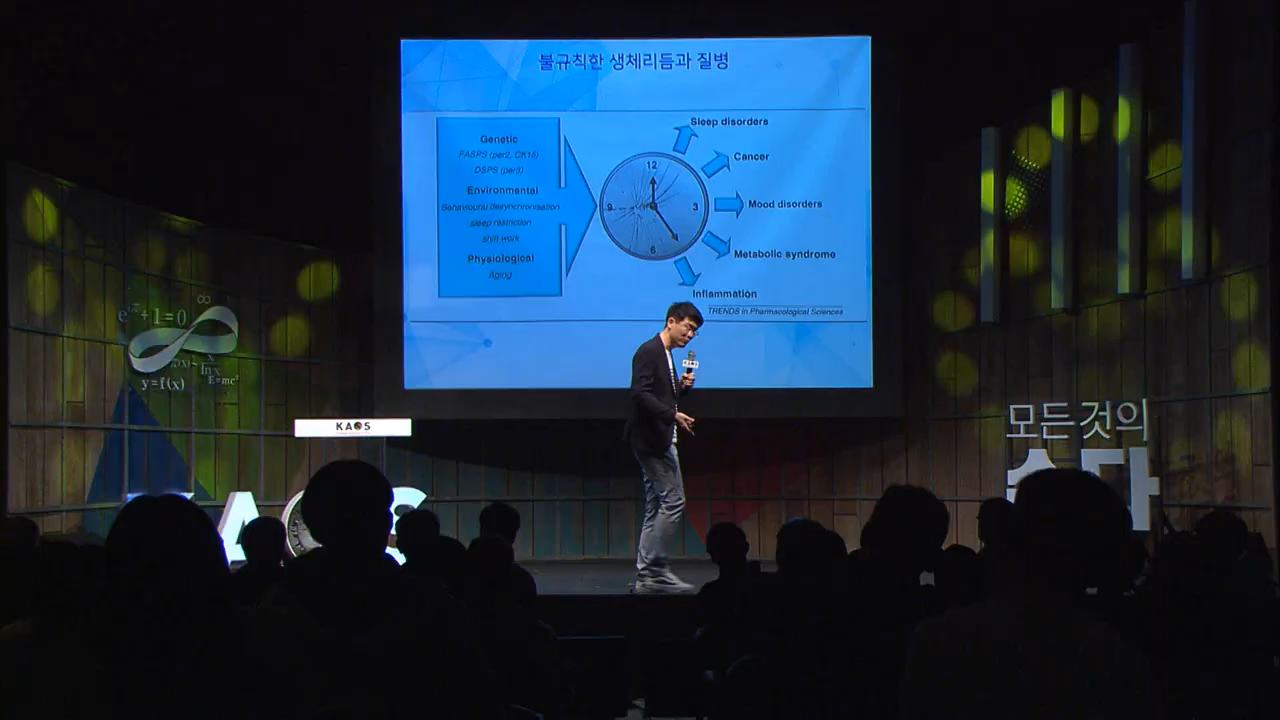 불규칙한 생체리듬과 질병
Genetic
FASPS (per2, CK1δ)
DSPS (per3)
Environmental
Behavioural desynchronisation
sleep restriction
shift work
Physiological
Aging
12
3
6
9
Sleep disorders
Cancer
Mood disorders
Metabolic syndrome
Inflammation
TRENDS in Pharmacological Sciences
∞
+1=0
y=f(x)
E=mc²
KAOS
모든것의